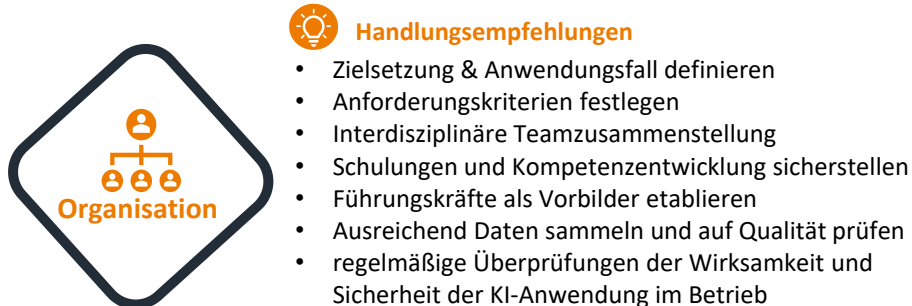 Handlungsempfehlungen
• Zielsetzung & Anwendungsfall definieren
• Anforderungskriterien festlegen
• Interdisziplinäre Teamzusammenstellung
• Schulungen und Kompetenzentwicklung sicherstellen
• Führungskräfte als Vorbilder etablieren
• Ausreichend Daten sammeln und auf Qualität prüfen
• regelmäßige Überprüfungen der Wirksamkeit und
Sicherheit der KI-Anwendung im Betrieb
Organisation